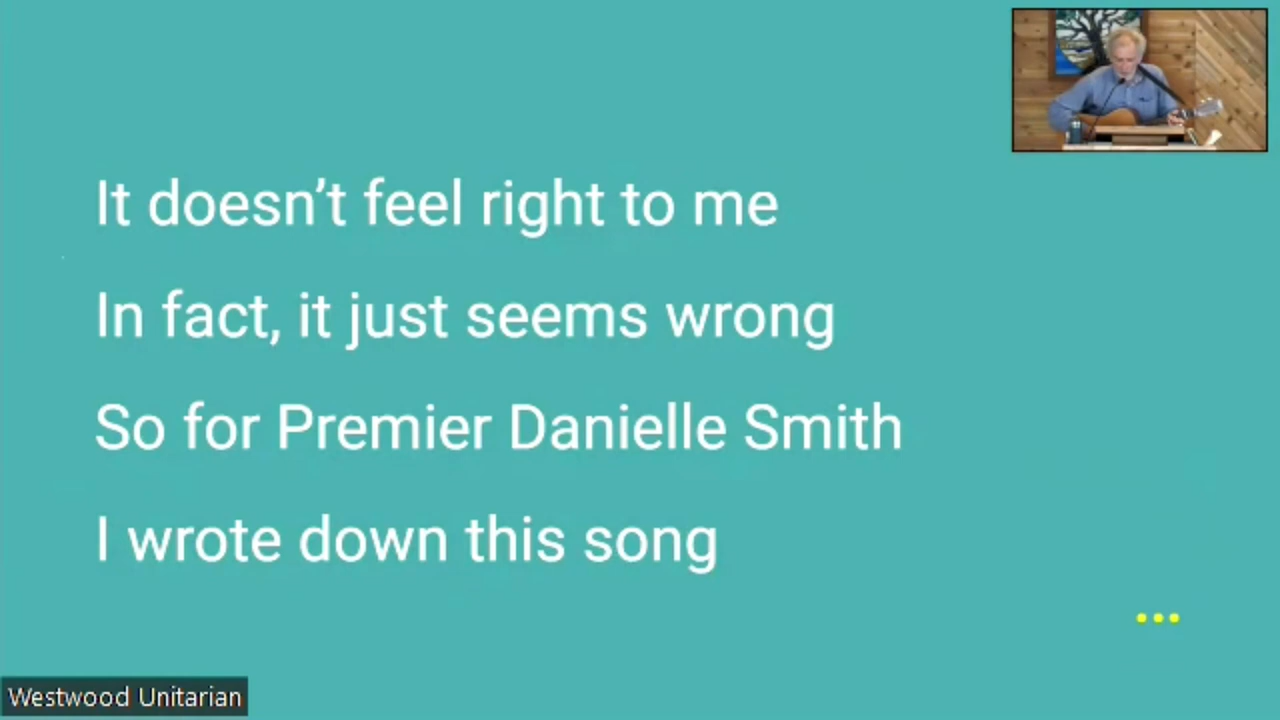 It doesn’t feel right to me
In fact, it just seems wrong
So for Premier Danielle Smith
I wrote down this song
...
Westwood Unitarian